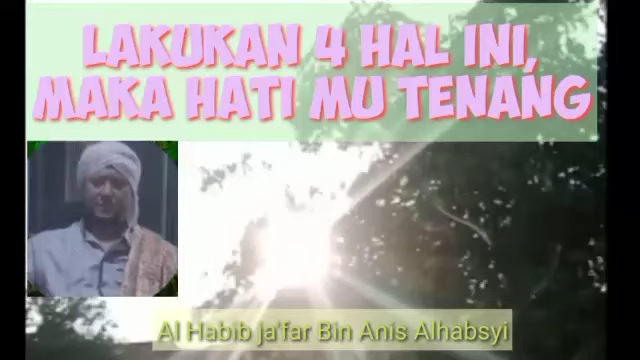 LAKUKAN 4 HAL INI,
MAKA HATI MU TENANG
Al Habib ja'far Bin Anis Alhabsyi